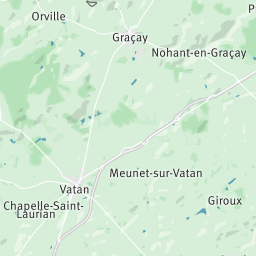 Orville
Graçay
Nohant-en-Graçay
Meunet-sur-Vatan
Vatan
Chapelle-Saint-
Laurian
Giroux